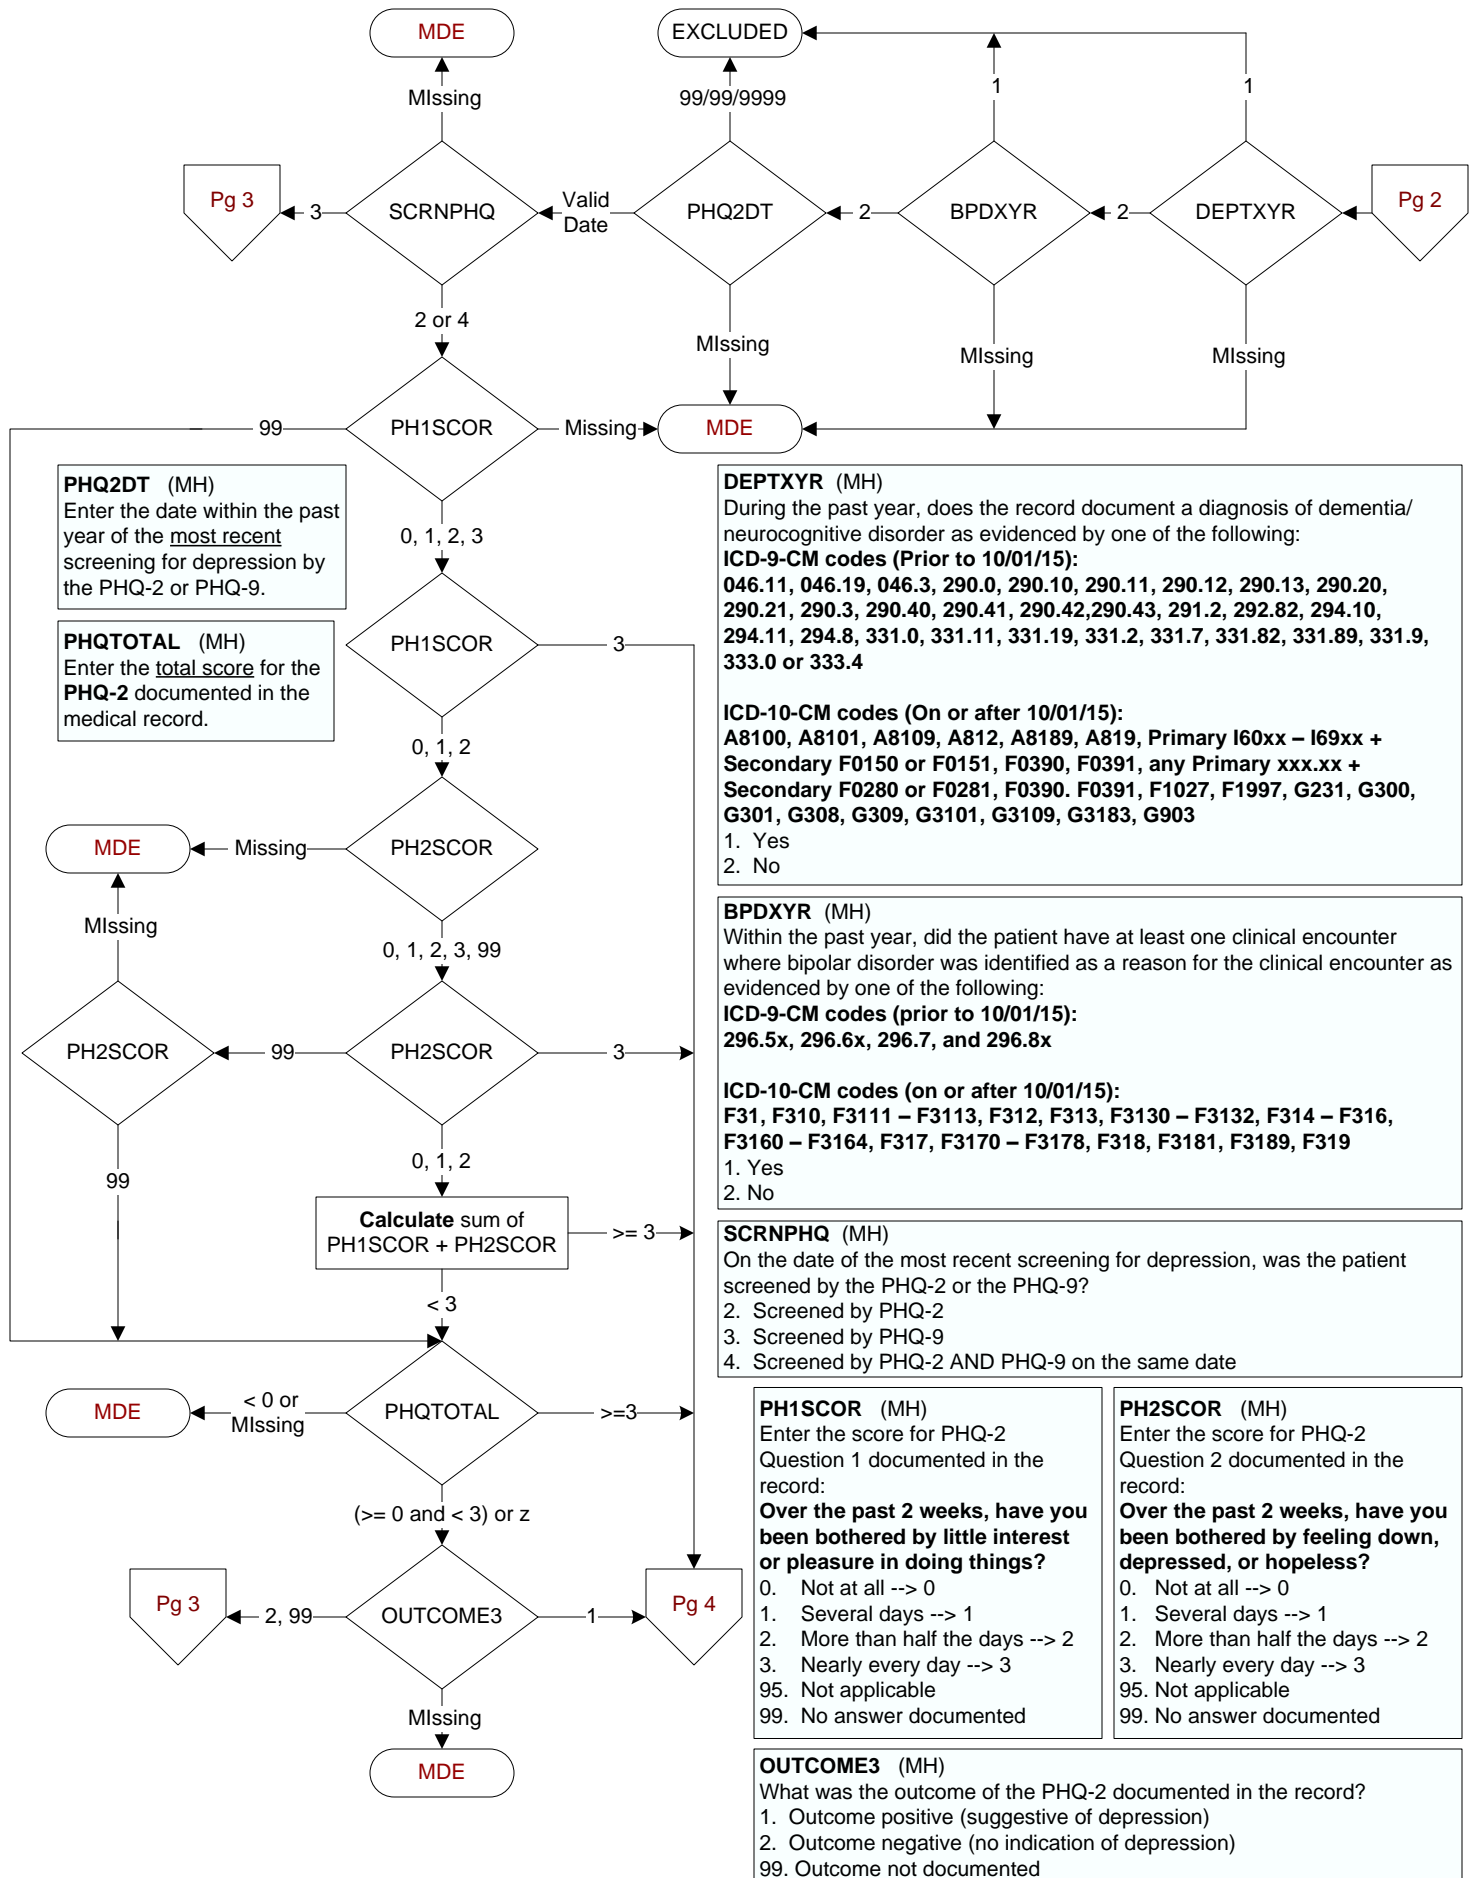 MDE
EXCLUDED
MIssing
99/99/9999
1
1
Pg 3
3
SCRNPHQ
Valid
Date
PHQ2DT
2
BPDXYR
2
DEPTXYR
Pg 2
2 or 4
MIssing
MIssing
MIssing
99
PH1SCOR
Missing
MDE
PHQ2DT (MH)
Enter the date within the past
year of the most recent
screening for depression by
the PHQ-2 or PHQ-9.
PHQTOTAL (MH)
Enter the total score for the
PHQ-2 documented in the
medical record.
0, 1, 2, 3
PH1SCOR
3
0, 1, 2
MDE
Missing
PH2SCOR
MIssing
0, 1, 2, 3, 99
PH2SCOR
99
PH2SCOR
3
99
0, 1, 2
Calculate sum of
PH1SCOR + PH2SCOR
>= 3
< 3
MDE
< 0 or
MIssing
PHQTOTAL
>=3
(>= 0 and < 3) or z
Pg 3
2, 99
OUTCOME3
1
Pg 4
MIssing
MDE
DEPTXYR (MH)
During the past year, does the record document a diagnosis of dementia/
neurocognitive disorder as evidenced by one of the following:
ICD-9-CM codes (Prior to 10/01/15):
046.11, 046.19, 046.3, 290.0, 290.10, 290.11, 290.12, 290.13, 290.20,
290.21, 290.3, 290.40, 290.41, 290.42,290.43, 291.2, 292.82, 294.10,
294.11, 294.8, 331.0, 331.11, 331.19, 331.2, 331.7, 331.82, 331.89, 331.9,
333.0 or 333.4
ICD-10-CM codes (On or after 10/01/15):
A8100, A8101, A8109, A812, A8189, A819, Primary I60xx – I69xx +
Secondary F0150 or F0151, F0390, F0391, any Primary xxx.xx +
Secondary F0280 or F0281, F0390. F0391, F1027, F1997, G231, G300,
G301, G308, G309, G3101, G3109, G3183, G903
1. Yes
2. No
BPDXYR (MH)
Within the past year, did the patient have at least one clinical encounter
where bipolar disorder was identified as a reason for the clinical encounter as
evidenced by one of the following:
ICD-9-CM codes (prior to 10/01/15):
296.5x, 296.6x, 296.7, and 296.8x
ICD-10-CM codes (on or after 10/01/15):
F31, F310, F3111 – F3113, F312, F313, F3130 – F3132, F314 – F316,
F3160 – F3164, F317, F3170 – F3178, F318, F3181, F3189, F319
1. Yes
2. No
SCRNPHQ (MH)
On the date of the most recent screening for depression, was the patient
screened by the PHQ-2 or the PHQ-9?
2. Screened by PHQ-2
3. Screened by PHQ-9
4. Screened by PHQ-2 AND PHQ-9 on the same date
PH1SCOR (MH)
Enter the score for PHQ-2
Question 1 documented in the
record:
Over the past 2 weeks, have you
been bothered by little interest
or pleasure in doing things?
0. Not at all --> 0
1. Several days --> 1
2. More than half the days --> 2
3. Nearly every day --> 3
95. Not applicable
99. No answer documented
PH2SCOR (MH)
Enter the score for PHQ-2
Question 2 documented in the
record:
Over the past 2 weeks, have you
been bothered by feeling down,
depressed, or hopeless?
0. Not at all --> 0
1. Several days --> 1
2. More than half the days --> 2
3. Nearly every day --> 3
95. Not applicable
99. No answer documented
OUTCOME3 (MH)
What was the outcome of the PHQ-2 documented in the record?
1. Outcome positive (suggestive of depression)
2. Outcome negative (no indication of depression)
99. Outcome not documented